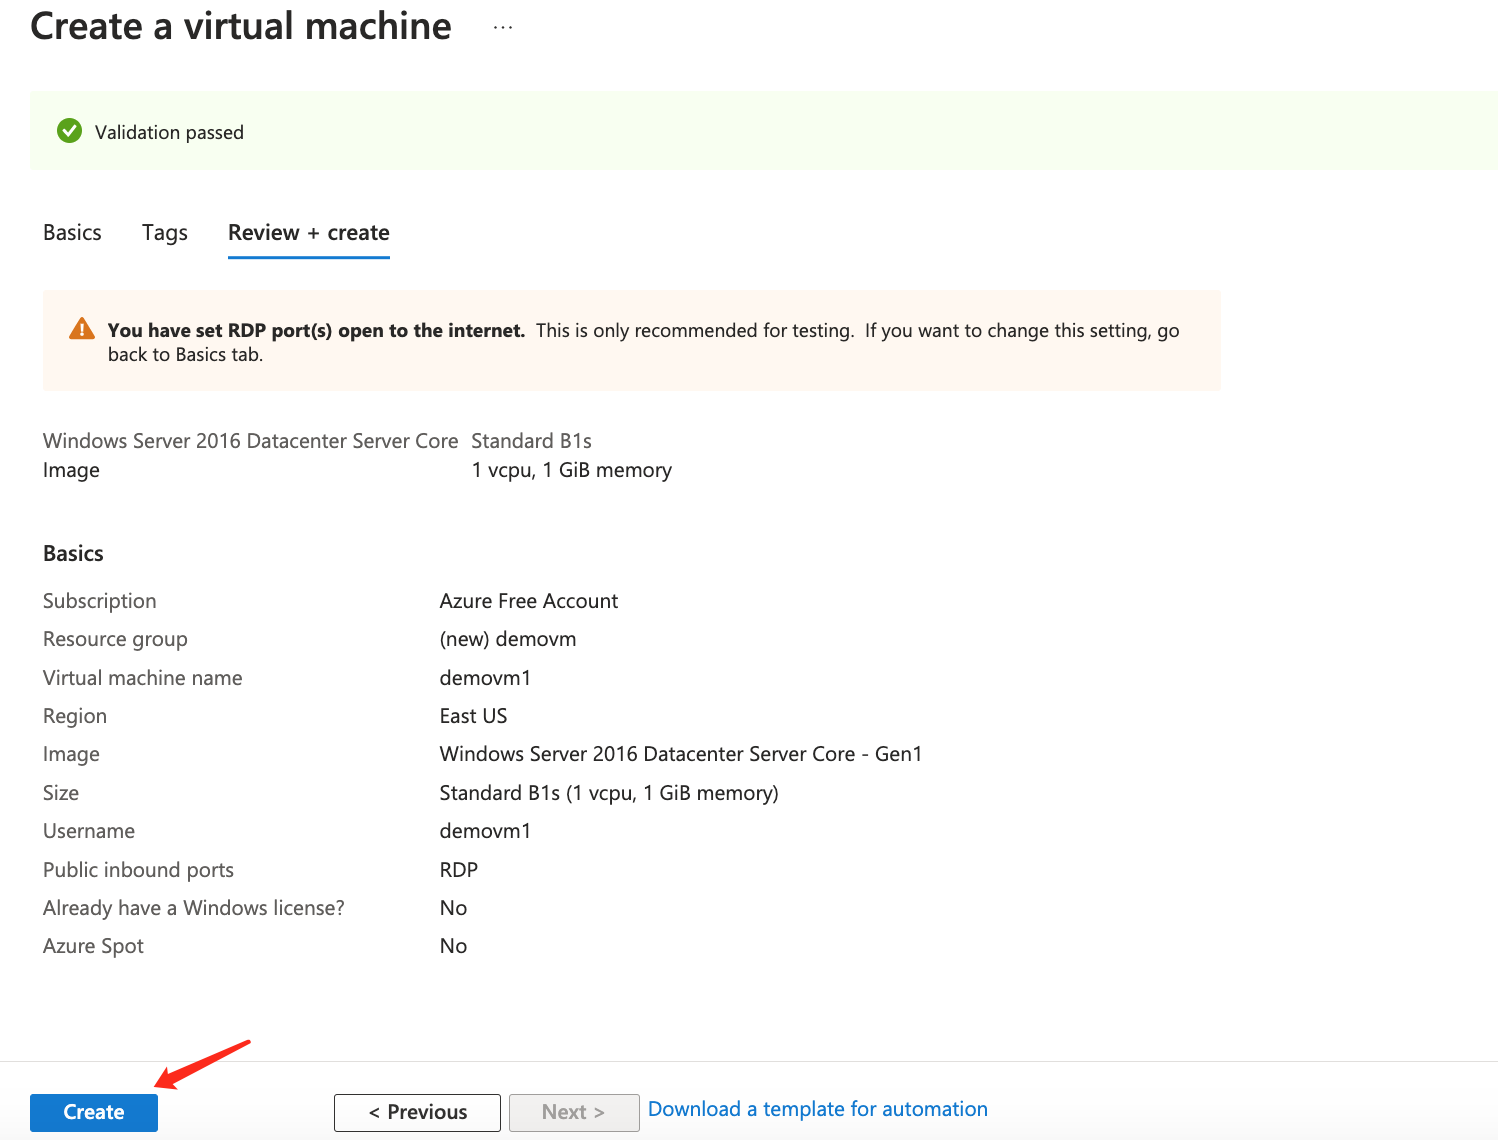 Create a virtual machine ...
Validation passed
Basics Tags Review + create
You have set RDP port(s) open to the internet. This is only recommended for testing. If you want to change this setting, go
back to Basics tab.
Windows Server 2016 Datacenter Server Core Standard B1s
Image 1 vcpu, 1 GiB memory
Basics
Subscription Azure Free Account
Resource group (new) demovm
Virtual machine name demovm1
Region East US
Image Windows Server 2016 Datacenter Server Core - Gen1
Size Standard B1s (1 vcpu, 1 GiB memory)
Username demovm1
Public inbound ports RDP
Already have a Windows license? No
Azure Spot No
Create < Previous Next > Download a template for automation